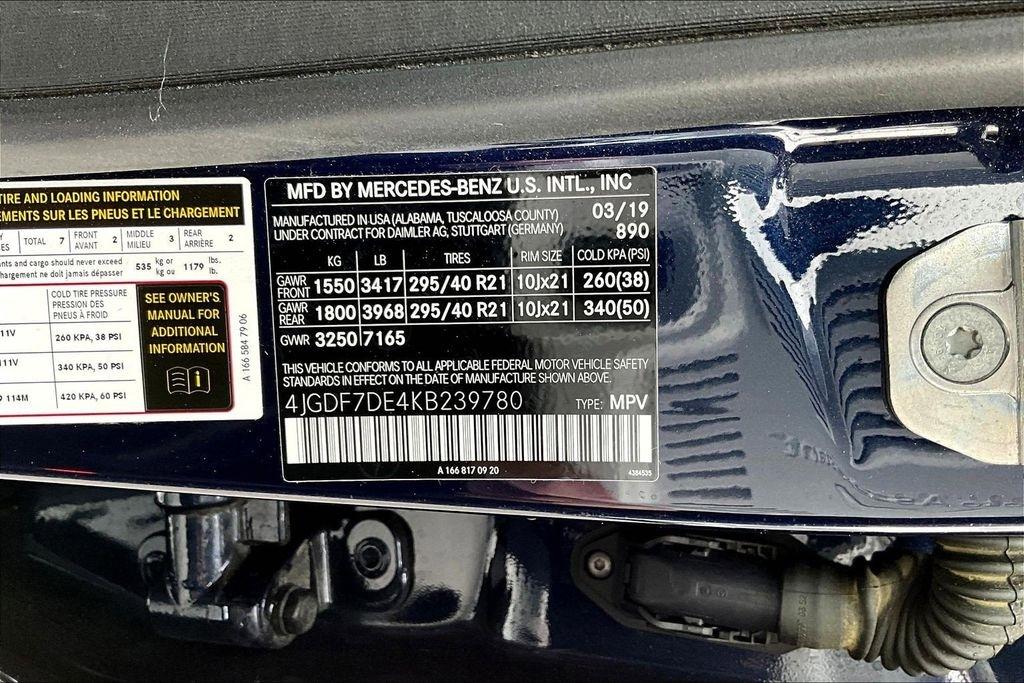 TIRE AND LOADING INFORMATION
EMENTS SUR LES PNEUS ET LE CHARGEMENT
TOTAL 7 FRONT AVANT 2 MIDDLE MILIEU 3 REAR ARRIÈRE 2
ants and cargo should never exceed
chargement ne doit jamais dépasser
535 kg or kg ou 1179 lbs. lb.
COLD TIRE PRESSURE
PRESSION DES
PNEUS À FROID
11V 260 KPA, 38 PSI
11V 340 KPA, 50 PSI
114M 420 KPA, 60 PSI
SEE OWNER'S
MANUAL FOR
ADDITIONAL
INFORMATION
i
A 166 584 79 06
MFD BY MERCEDES-BENZ U.S. INTL., INC
MANUFACTURED IN USA (ALABAMA, TUSCALOOSA COUNTY) 03/19
UNDER CONTRACT FOR DAIMLER AG, STUTTGART (GERMANY) 890
KG LB TIRES RIM SIZE COLD KPA (PSI)
GAWR FRONT 1550 3417 295/40 R21 10Jx21 260(38)
GAWR REAR 1800 3968 295/40 R21 10Jx21 340(50)
GVWR 3250 7165
THIS VEHICLE CONFORMS TO ALL APPLICABLE FEDERAL MOTOR VEHICLE SAFETY
STANDARDS IN EFFECT ON THE DATE OF MANUFACTURE SHOWN ABOVE.
4JGDF7DE4KB239780 TYPE: MPV
A 166 817 09 20 4384535